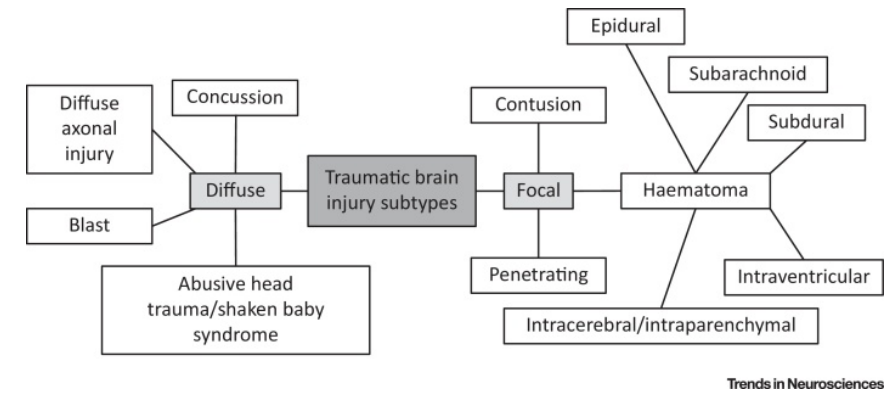 Epidural
Subarachnoid
Subdural
Diffuse
axonal
injury
Concussion
Contusion
Diffuse
Traumatic brain
injury subtypes
Focal
Haematoma
Blast
Abusive head
trauma/shaken baby
syndrome
Penetrating
Intraventricular
Intracerebral/intraparenchymal
Trends in Neurosciences